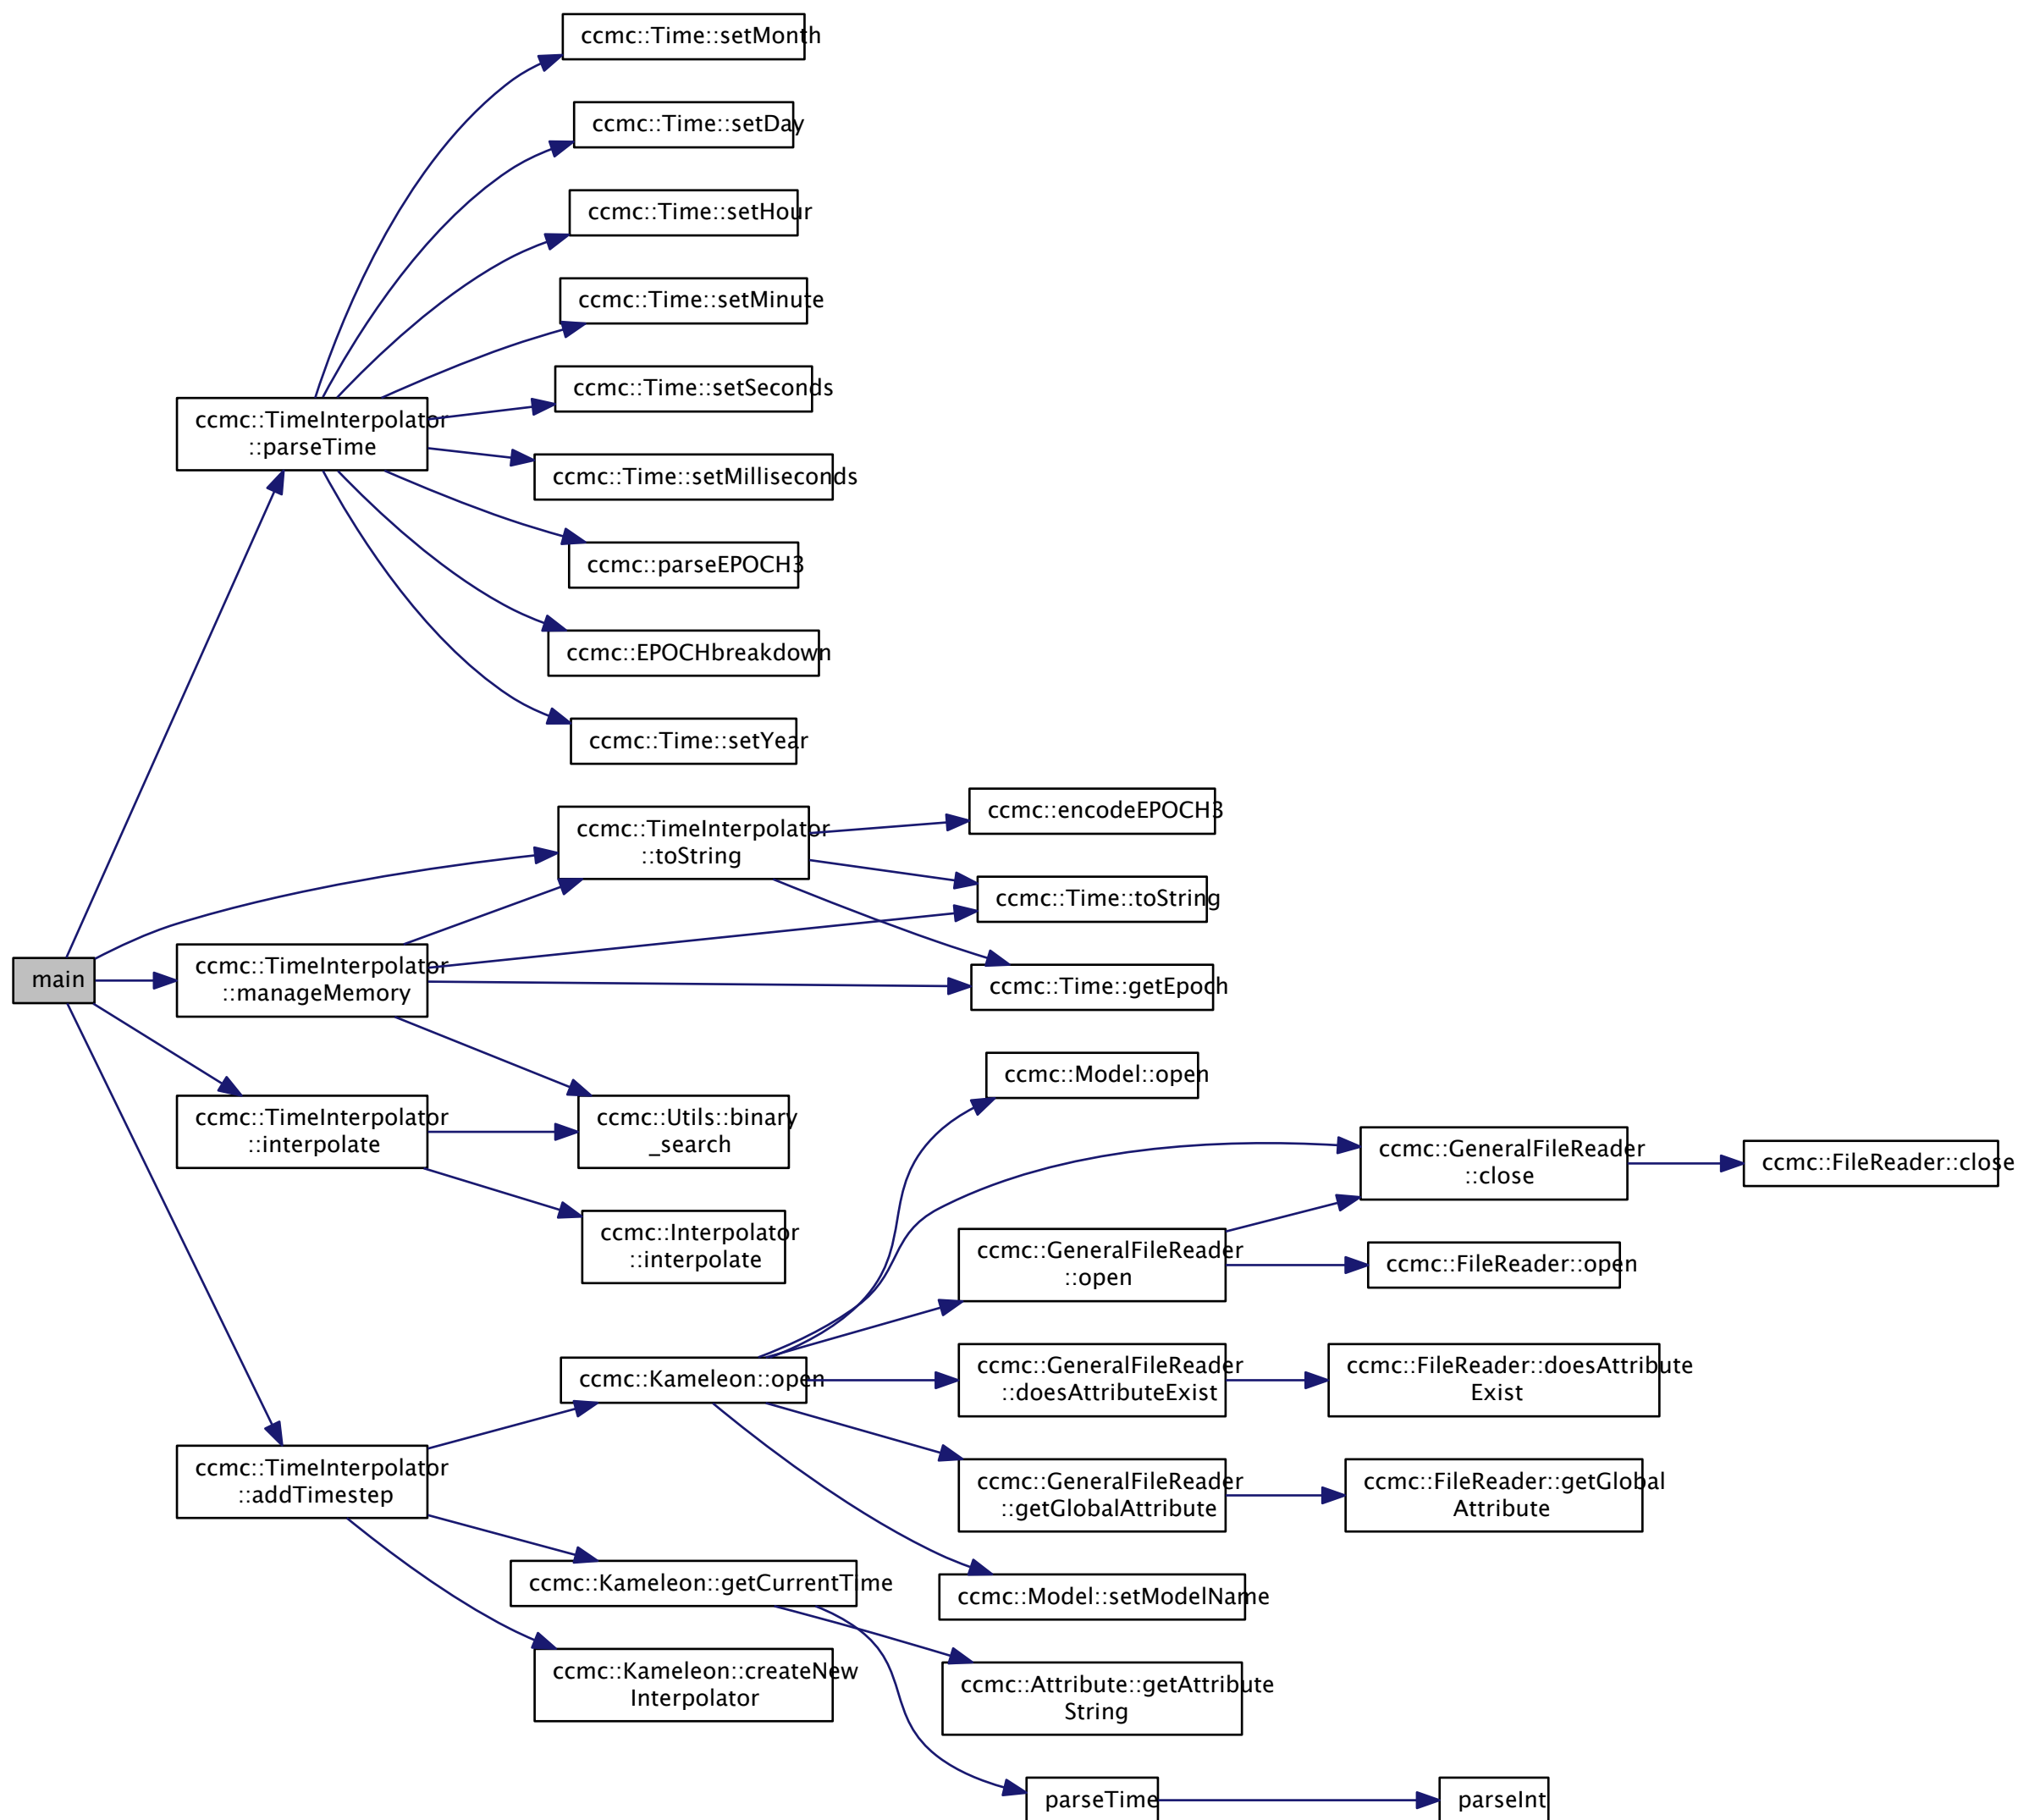 ccmc::Time::setMonth
ccmc::Time::setDay
ccmc::Time::setHour
ccmc::Time::setMinute
ccmc::Time::setSeconds
ccmc::TimeInterpolator
::parseTime
ccmc::Time::setMilliseconds
ccmc::parseEPOCH3
ccmc::EPOCHbreakdown
ccmc::Time::setYear
ccmc::TimeInterpolator
::toString
ccmc::encodeEPOCH3
ccmc::Time::toString
main
ccmc::TimeInterpolator
::manageMemory
ccmc::Time::getEpoch
ccmc::Model::open
ccmc::TimeInterpolator
::interpolate
ccmc::Utils::binary
_search
ccmc::GeneralFileReader
::close
ccmc::FileReader::close
ccmc::Interpolator
::interpolate
ccmc::GeneralFileReader
::open
ccmc::FileReader::open
ccmc::Kameleon::open
ccmc::GeneralFileReader
::doesAttributeExist
ccmc::FileReader::doesAttribute
Exist
ccmc::TimeInterpolator
::addTimestep
ccmc::GeneralFileReader
::getGlobalAttribute
ccmc::FileReader::getGlobal
Attribute
ccmc::Kameleon::getCurrentTime
ccmc::Model::setModelName
ccmc::Kameleon::createNew
Interpolator
ccmc::Attribute::getAttribute
String
parseTime
parseInt